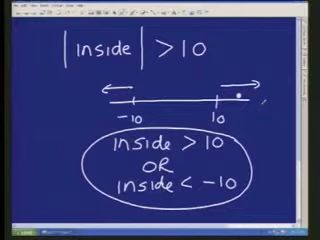 |inside| > 10
-10 10
inside > 10
OR
inside < -10